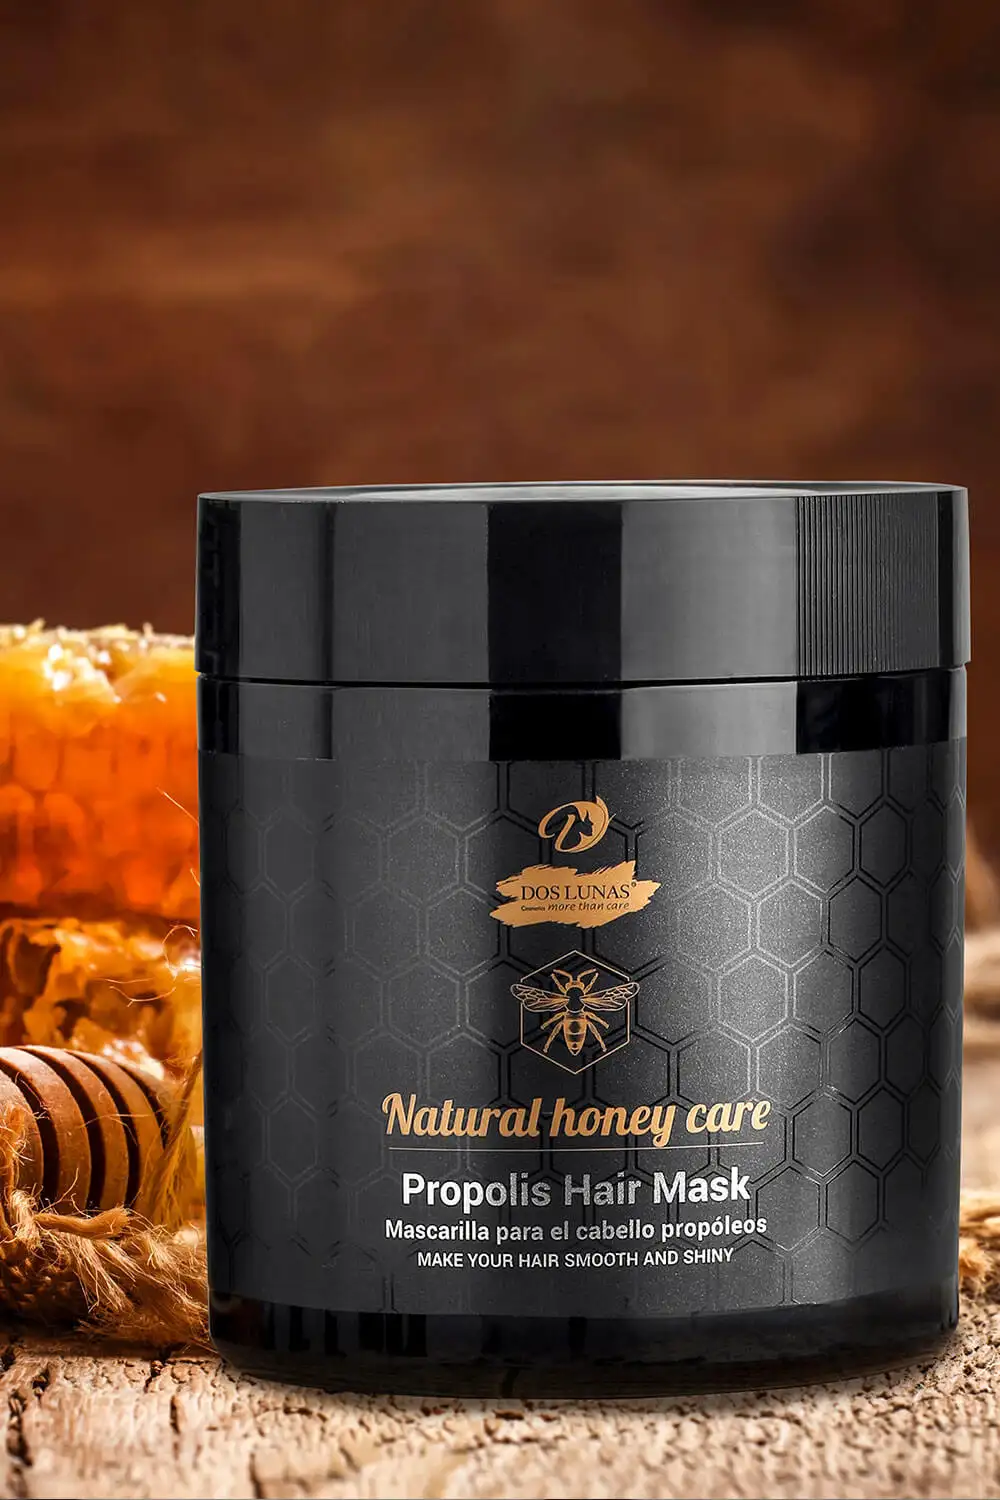 DOS LUNAS®
Cosmetics more than care
Natural honey care
Propolis Hair Mask
Mascarilla para el cabello propóleos
MAKE YOUR HAIR SMOOTH AND SHINY